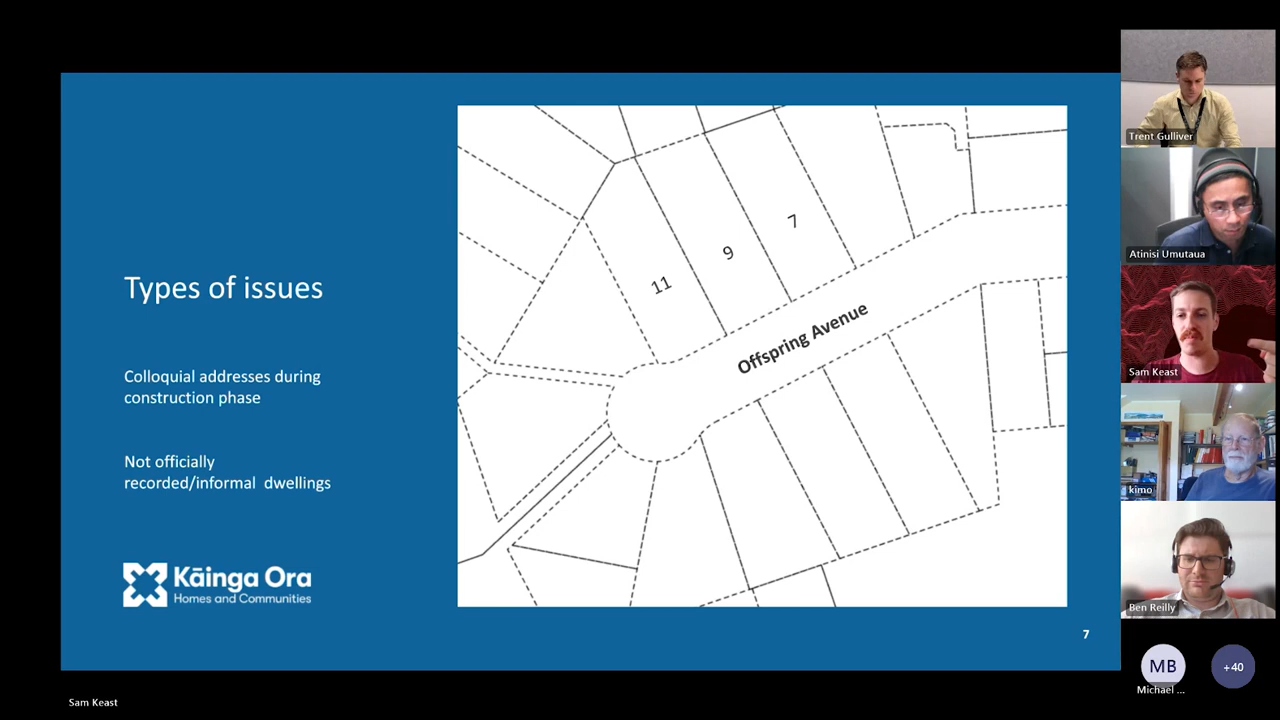 Types of issues
Colloquial addresses during
construction phase
Not officially
recorded/informal dwellings
Kāinga Ora
Homes and Communities
11
9
7
Offspring Avenue
7
Trent Gulliver
Atinisi Umutaua
Sam Keast
kimo
Ben Reilly
MB
+40
Michael ...
Sam Keast